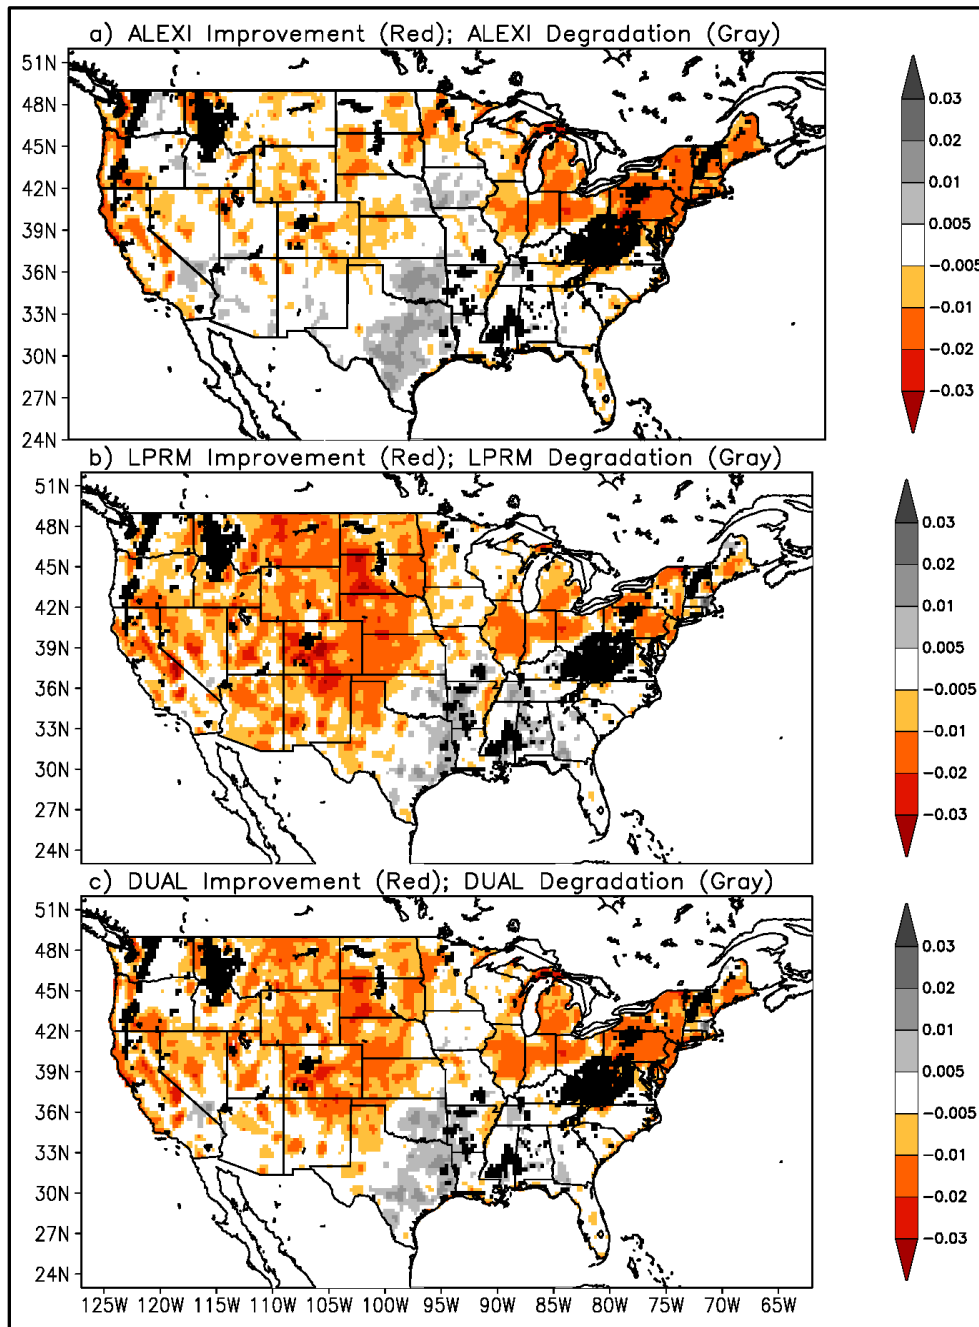 a) ALEXI Improvement (Red); ALEXI Degradation (Gray)
51N
48N
45N
42N
39N
36N
33N
30N
27N
24N
0.03
0.02
0.01
0.005
-0.005
-0.01
-0.02
-0.03
b) LPRM Improvement (Red); LPRM Degradation (Gray)
51N
48N
45N
42N
39N
36N
33N
30N
27N
24N
0.03
0.02
0.01
0.005
-0.005
-0.01
-0.02
-0.03
c) DUAL Improvement (Red); DUAL Degradation (Gray)
51N
48N
45N
42N
39N
36N
33N
30N
27N
24N
0.03
0.02
0.01
0.005
-0.005
-0.01
-0.02
-0.03
125W 120W 115W 110W 105W 100W 95W 90W 85W 80W 75W 70W 65W